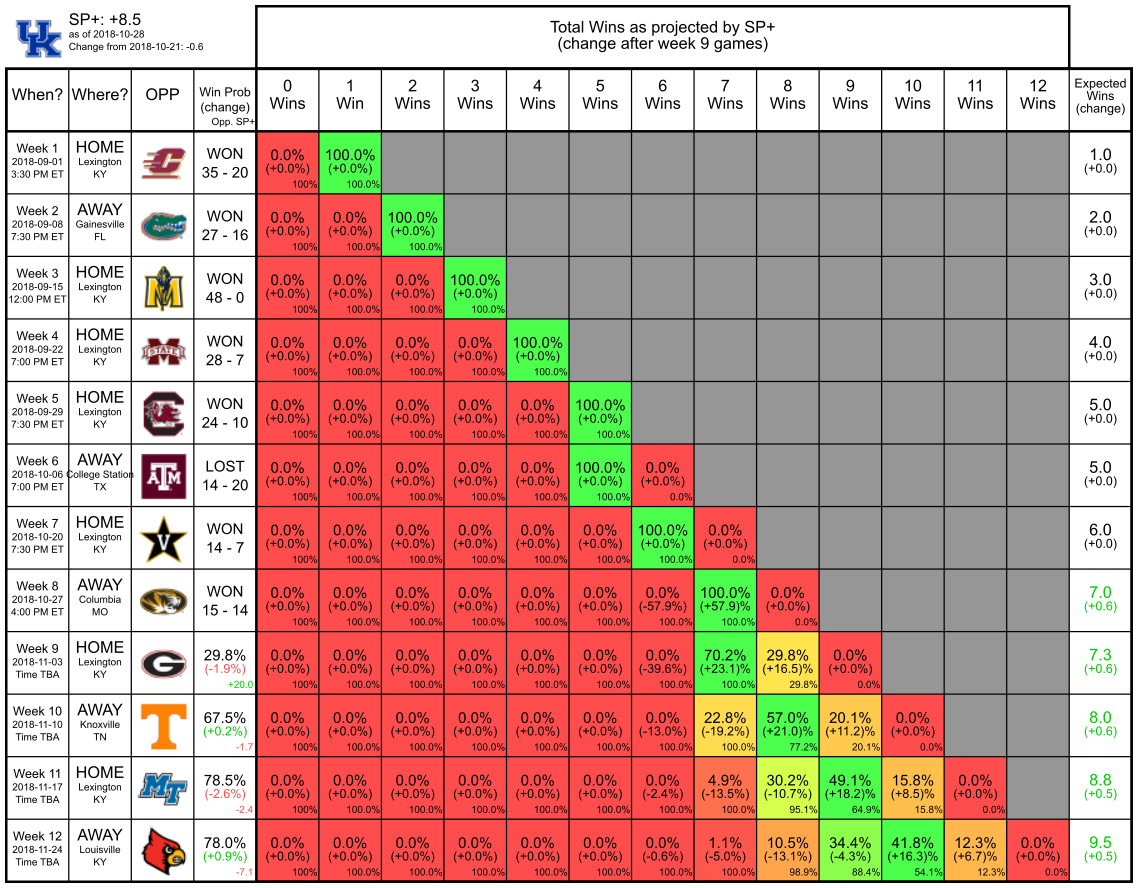 UK
SP+: +8.5
as of 2018-10-28
Change from 2018-10-21: -0.6
Total Wins as projected by SP+
(change after week 9 games)
When? Where? OPP Win Prob (change) Opp. SP+ 0 Wins 1 Win 2 Wins 3 Wins 4 Wins 5 Wins 6 Wins 7 Wins 8 Wins 9 Wins 10 Wins 11 Wins 12 Wins Expected Wins (change)
Week 1 HOME C WON 0.0% 100.0% 1.0
2018-09-01 Lexington 35 - 20 (+0.0%) (+0.0%) (+0.0)
3:30 PM ET KY 100% 100.0%
Week 2 AWAY WON 0.0% 0.0% 100.0% 2.0
2018-09-08 Gainesville 27 - 16 (+0.0%) (+0.0%) (+0.0%) (+0.0)
7:30 PM ET FL 100% 100.0% 100.0%
Week 3 HOME M WON 0.0% 0.0% 0.0% 100.0% 3.0
2018-09-15 Lexington 48 - 0 (+0.0%) (+0.0%) (+0.0%) (+0.0%) (+0.0)
12:00 PM ET KY 100% 100.0% 100.0% 100.0%
Week 4 HOME M STATE WON 0.0% 0.0% 0.0% 0.0% 100.0% 4.0
2018-09-22 Lexington 28 - 7 (+0.0%) (+0.0%) (+0.0%) (+0.0%) (+0.0%) (+0.0)
7:00 PM ET KY 100% 100.0% 100.0% 100.0% 100.0%
Week 5 HOME C WON 0.0% 0.0% 0.0% 0.0% 0.0% 100.0% 5.0
2018-09-29 Lexington 24 - 10 (+0.0%) (+0.0%) (+0.0%) (+0.0%) (+0.0%) (+0.0%) (+0.0)
7:30 PM ET KY 100% 100.0% 100.0% 100.0% 100.0% 100.0%
Week 6 AWAY ATM LOST 0.0% 0.0% 0.0% 0.0% 0.0% 100.0% 0.0% 5.0
2018-10-06 College Station 14 - 20 (+0.0%) (+0.0%) (+0.0%) (+0.0%) (+0.0%) (+0.0%) (+0.0%) (+0.0)
7:00 PM ET TX 100% 100.0% 100.0% 100.0% 100.0% 100.0% 0.0%
Week 7 HOME V WON 0.0% 0.0% 0.0% 0.0% 0.0% 0.0% 100.0% 0.0% 6.0
2018-10-20 Lexington 14 - 7 (+0.0%) (+0.0%) (+0.0%) (+0.0%) (+0.0%) (+0.0%) (+0.0%) (+0.0%) (+0.0)
7:30 PM ET KY 100% 100.0% 100.0% 100.0% 100.0% 100.0% 100.0% 0.0%
Week 8 AWAY WON 0.0% 0.0% 0.0% 0.0% 0.0% 0.0% 0.0% 100.0% 0.0% 7.0
2018-10-27 Columbia 15 - 14 (+0.0%) (+0.0%) (+0.0%) (+0.0%) (+0.0%) (+0.0%) (-57.9%) (+57.9)% (+0.0%) (+0.6)
4:00 PM ET MO 100% 100.0% 100.0% 100.0% 100.0% 100.0% 100.0% 100.0% 0.0%
Week 9 HOME G 29.8% 0.0% 0.0% 0.0% 0.0% 0.0% 0.0% 0.0% 70.2% 29.8% 0.0% 7.3
2018-11-03 Lexington (-1.9%) (+0.0%) (+0.0%) (+0.0%) (+0.0%) (+0.0%) (+0.0%) (-39.6%) (+23.1)% (+16.5)% (+0.0%) (+0.6)
Time TBA KY +20.0 100% 100.0% 100.0% 100.0% 100.0% 100.0% 100.0% 100.0% 29.8% 0.0%
Week 10 AWAY T 67.5% 0.0% 0.0% 0.0% 0.0% 0.0% 0.0% 0.0% 22.8% 57.0% 20.1% 0.0% 8.0
2018-11-10 Knoxville (+0.2%) (+0.0%) (+0.0%) (+0.0%) (+0.0%) (+0.0%) (+0.0%) (-13.0%) (-19.2%) (+21.0)% (+11.2)% (+0.0%) (+0.6)
Time TBA TN -1.7 100% 100.0% 100.0% 100.0% 100.0% 100.0% 100.0% 100.0% 77.2% 20.1% 0.0%
Week 11 HOME MT 78.5% 0.0% 0.0% 0.0% 0.0% 0.0% 0.0% 0.0% 4.9% 30.2% 49.1% 15.8% 0.0% 8.8
2018-11-17 Lexington (-2.6%) (+0.0%) (+0.0%) (+0.0%) (+0.0%) (+0.0%) (+0.0%) (-2.4%) (-13.5%) (-10.7%) (+18.2)% (+8.5)% (+0.0%) (+0.5)
Time TBA KY -2.4 100% 100.0% 100.0% 100.0% 100.0% 100.0% 100.0% 100.0% 95.1% 64.9% 15.8% 0.0%
Week 12 AWAY 78.0% 0.0% 0.0% 0.0% 0.0% 0.0% 0.0% 0.0% 1.1% 10.5% 34.4% 41.8% 12.3% 0.0% 9.5
2018-11-24 Louisville (+0.9%) (+0.0%) (+0.0%) (+0.0%) (+0.0%) (+0.0%) (+0.0%) (-0.6%) (-5.0%) (-13.1%) (-4.3%) (+16.3)% (+6.7)% (+0.0%) (+0.5)
Time TBA KY -7.1 100% 100.0% 100.0% 100.0% 100.0% 100.0% 100.0% 100.0% 98.9% 88.4% 54.1% 12.3% 0.0%